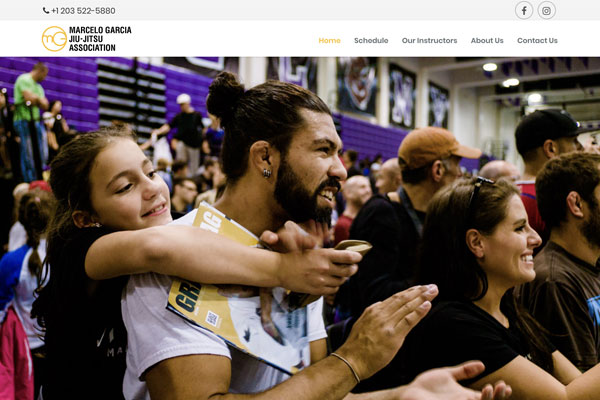 +1 203 522-5880
MARCELO GARCIA
JIU-JITSU
ASSOCIATION
Home Schedule Our Instructors About Us Contact Us